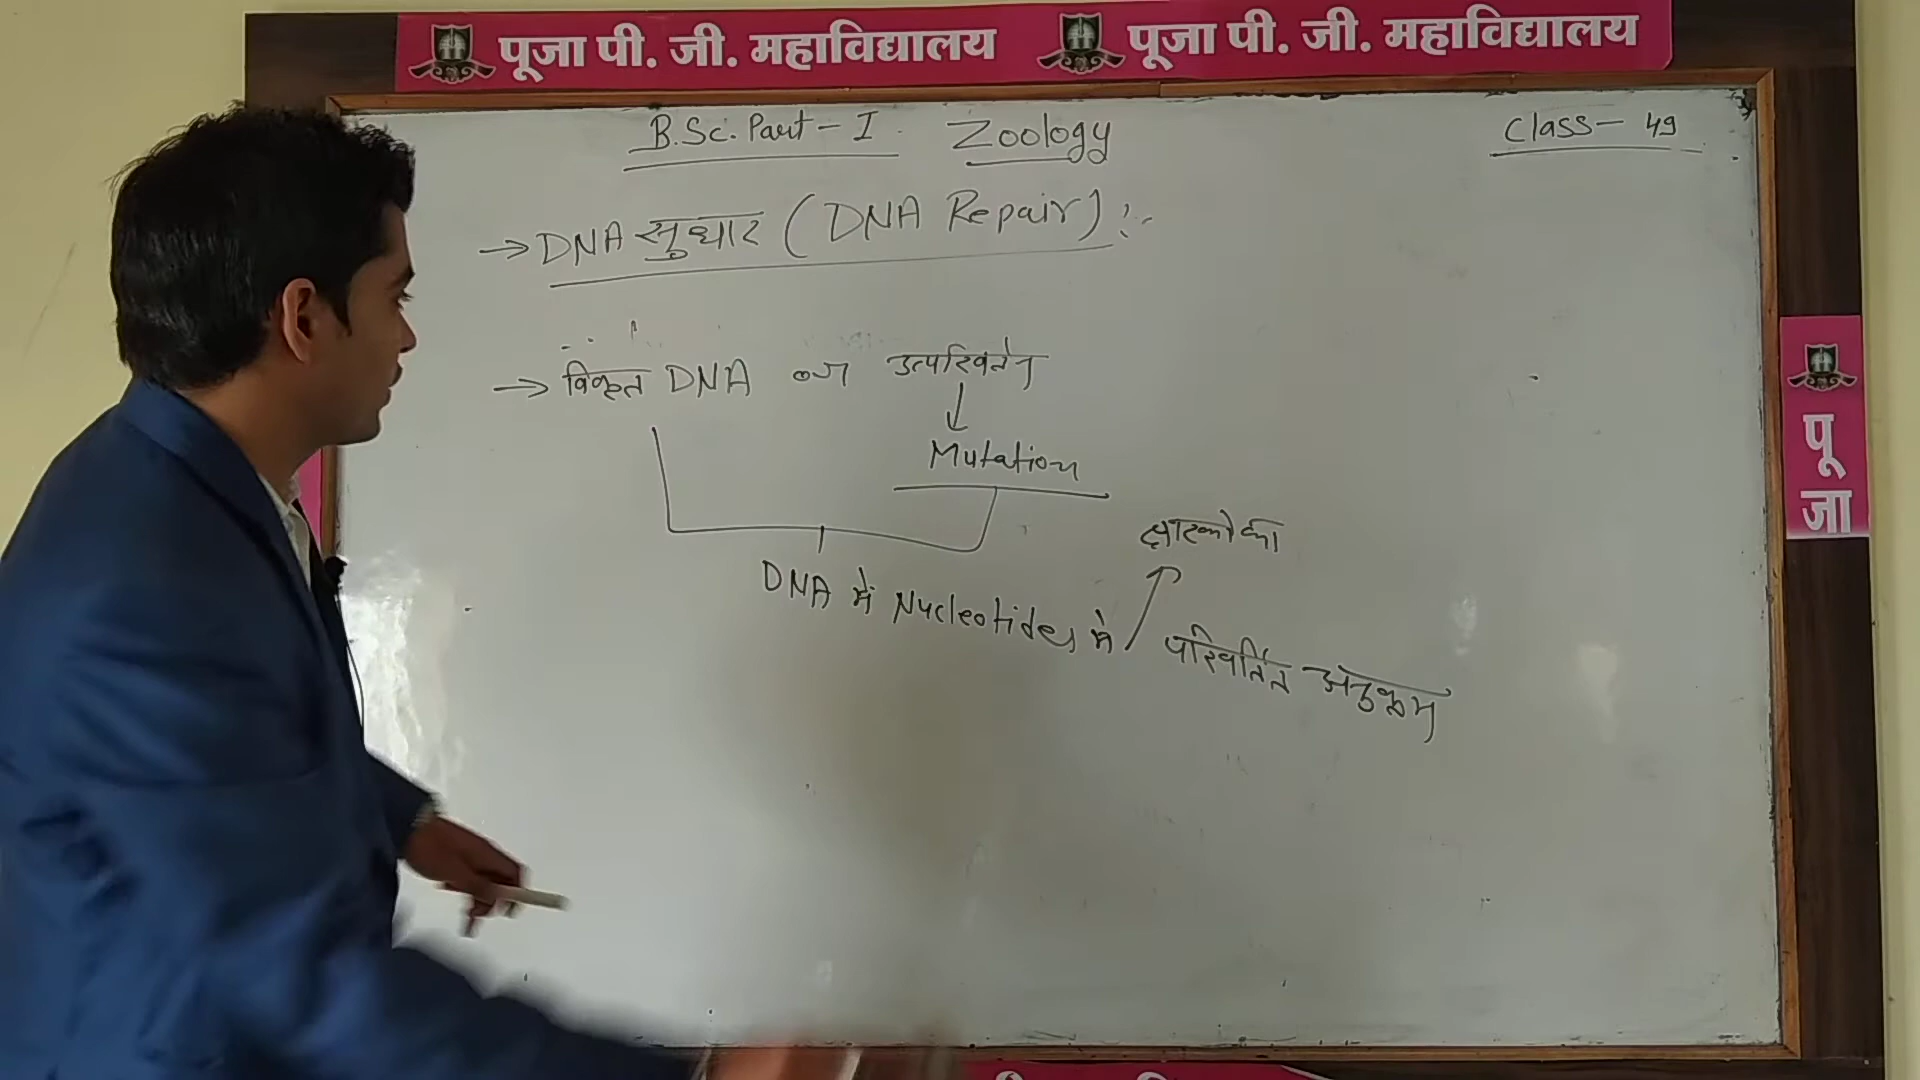 पूजा पी. जी. महाविद्यालय पूजा पी. जी. महाविद्यालय
B.Sc. Part - I Zoology Class - 49
→ DNA सुधार (DNA Repair) :-
→ विकृत DNA का उत्परिवर्तन
↓
Mutation
क्षारकों का
DNA में Nucleotides में परिवर्तित अनुक्रम
पू
जा